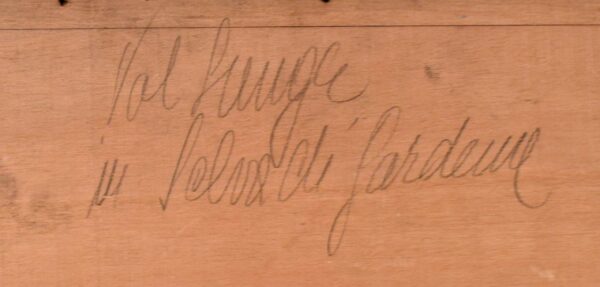 Val Lunga
in Selva di Gardena